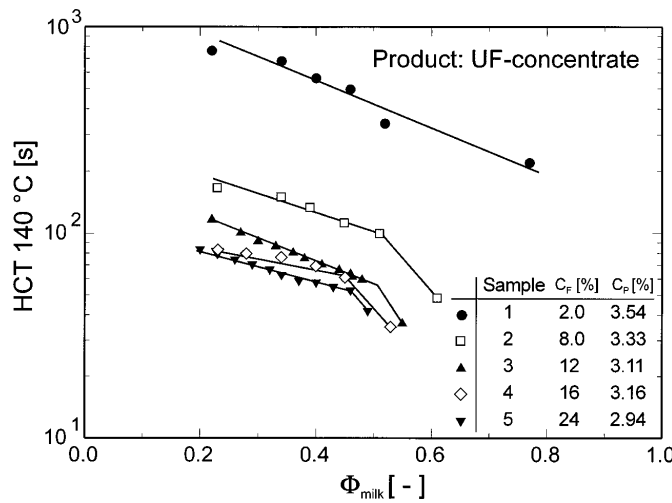 10³
Product: UF-concentrate
HCT 140 °C [s]
10²
Sample C_F [%] C_P [%]
1 2.0 3.54
2 8.0 3.33
3 12 3.11
4 16 3.16
5 24 2.94
10¹
0.0 0.2 0.4 0.6 0.8 1.0
Φ_milk [ - ]